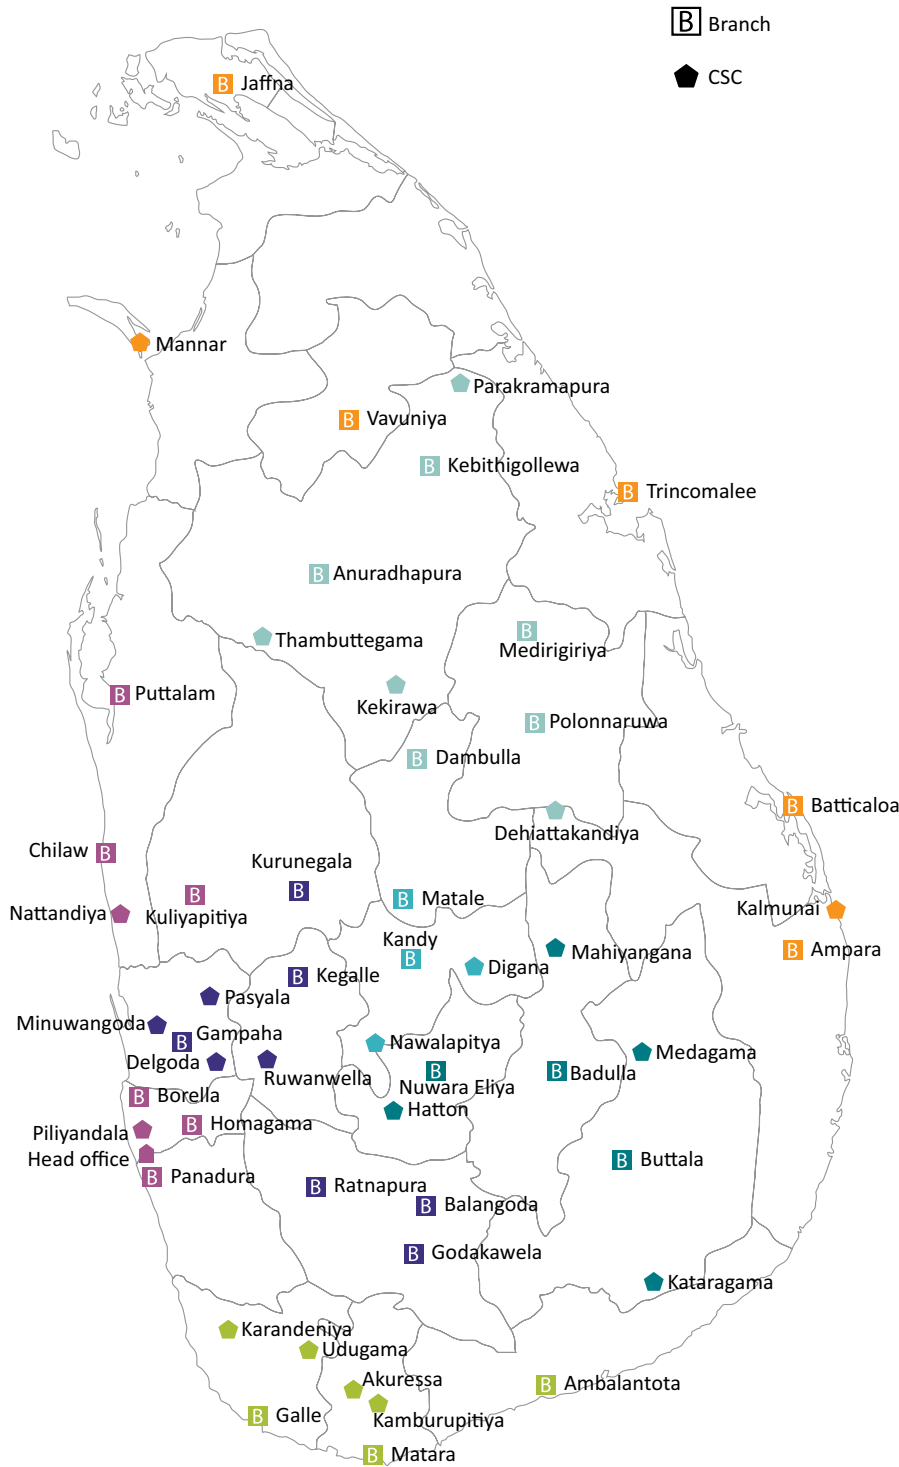 B Branch
CSC
B Jaffna
Mannar
Parakramapura
B Vavuniya
B Kebithigollewa
B Trincomalee
B Anuradhapura
Thambuttegama
B
Medirigiriya
Kekirawa
B Puttalam
B Polonnaruwa
B Dambulla
B Batticaloa
Dehiattakandiya
Chilaw B
Kurunegala
B
B
Kuliyapitiya
B Matale
Nattandiya
Kalmunai
Kandy
B
B Ampara
Mahiyangana
Digana
B Kegalle
Pasyala
Minuwangoda
B Gampaha
Nawalapitya
Medagama
Delgoda
Ruwanwella
B
Nuwara Eliya
B Badulla
B Borella
Hatton
B Homagama
Piliyandala
Head office
B Buttala
B Panadura
B Ratnapura
B Balangoda
B Godakawela
Kataragama
Karandeniya
Udugama
Akuressa
B Ambalantota
B Galle
Kamburupitiya
B Matara